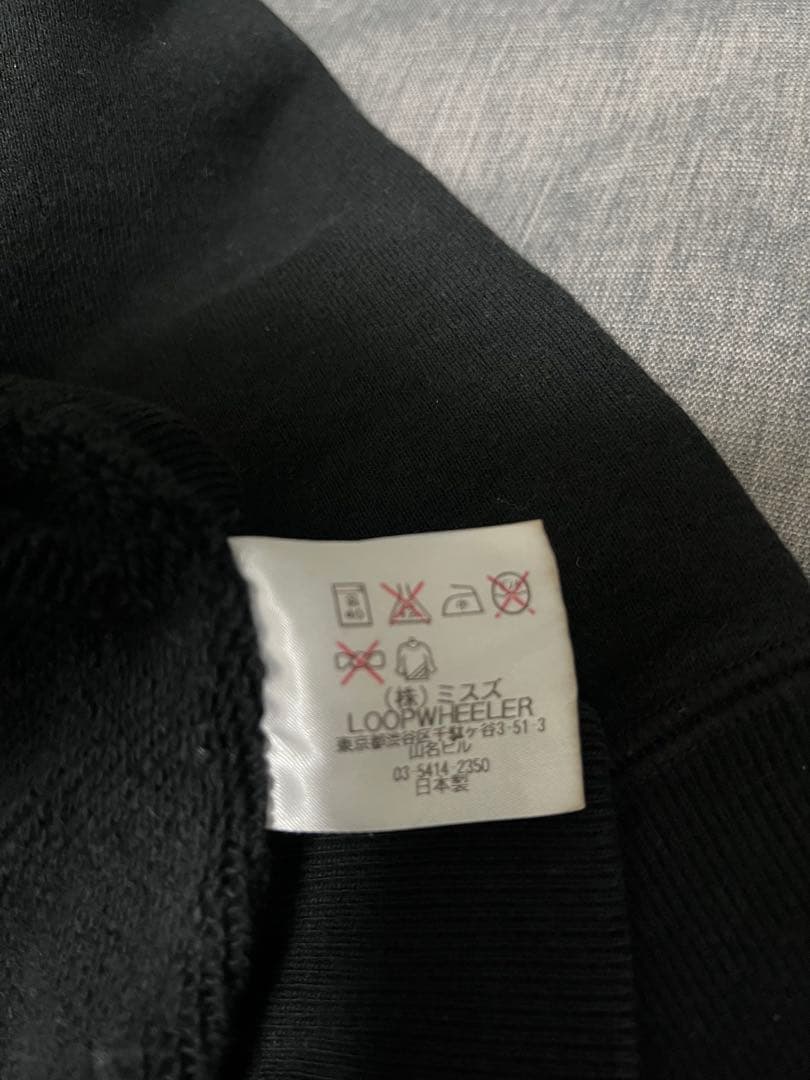 (株)ミスズ
LOOPWHEELER
東京都渋谷区千駄ヶ谷3-51-3
山名ビル
03-5414-2350
日本製